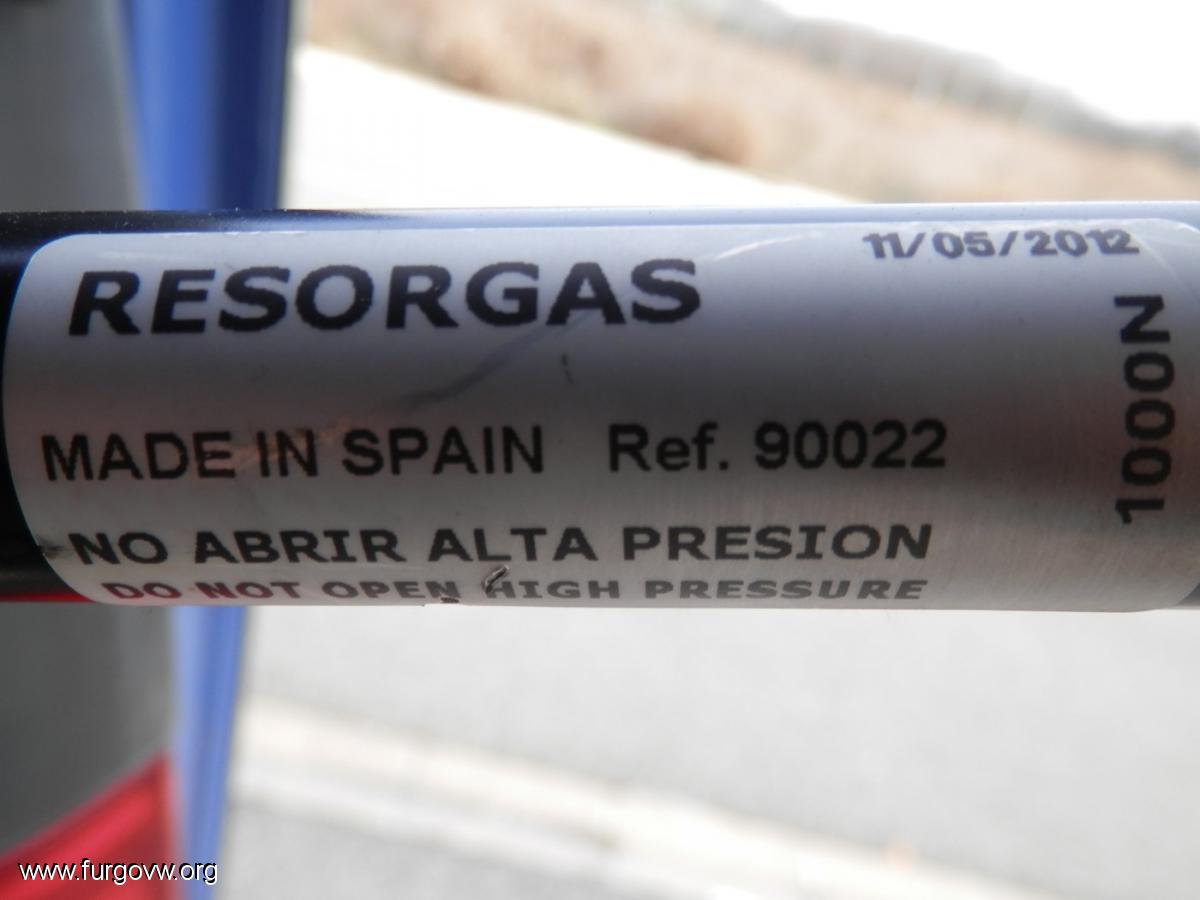 11/05/2012
RESORGAS
1000N
MADE IN SPAIN Ref. 90022
NO ABRIR ALTA PRESION
DO NOT OPEN HIGH PRESSURE
www.furgovw.org